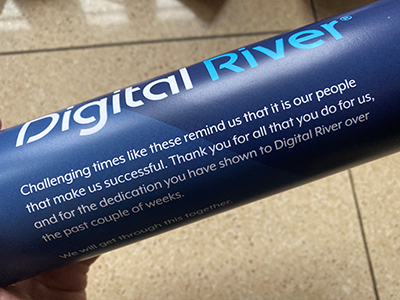 Digital River®
Challenging times like these remind us that it is our people
that make us successful. Thank you for all that you do for us,
and for the dedication you have shown to Digital River over
the past couple of weeks.
We will get through this together.